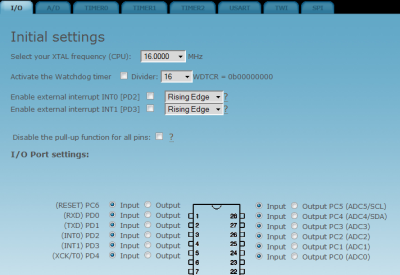 I/O A/D TIMER0 TIMER1 TIMER2 USART TWI SPI
Initial settings
Select your XTAL frequency (CPU): 16.0000 MHz
Activate the Watchdog timer Divider: 16 WDTCR = 0b00000000
Enable external interrupt INT0 [PD2] Rising Edge ?
Enable external interrupt INT1 [PD3] Rising Edge ?
Disable the pull-up function for all pins: ?
I/O Port settings:
(RESET) PC6 Input Output 1 28 Input Output PC5 (ADC5/SCL)
(RXD) PD0 Input Output 2 27 Input Output PC4 (ADC4/SDA)
(TXD) PD1 Input Output 3 26 Input Output PC3 (ADC3)
(INT0) PD2 Input Output 4 25 Input Output PC2 (ADC2)
(INT1) PD3 Input Output 5 24 Input Output PC1 (ADC1)
(XCK/T0) PD4 Input Output 6 23 Input Output PC0 (ADC0)
7 22